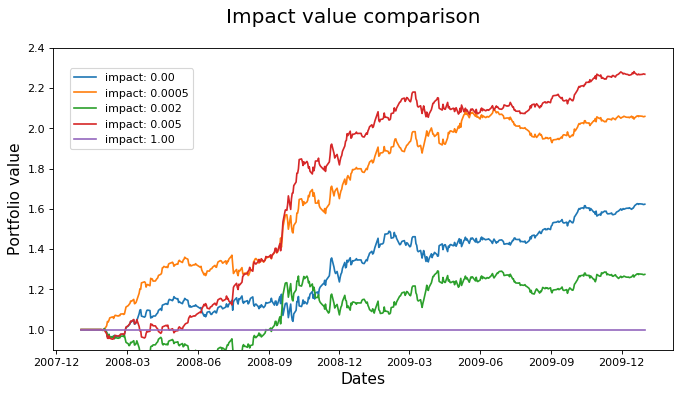 Impact value comparison
2.4
2.2
2.0
1.8
1.6
1.4
1.2
1.0
Portfolio value
impact: 0.00
impact: 0.0005
impact: 0.002
impact: 0.005
impact: 1.00
2007-12 2008-03 2008-06 2008-09 2008-12 2009-03 2009-06 2009-09 2009-12
Dates